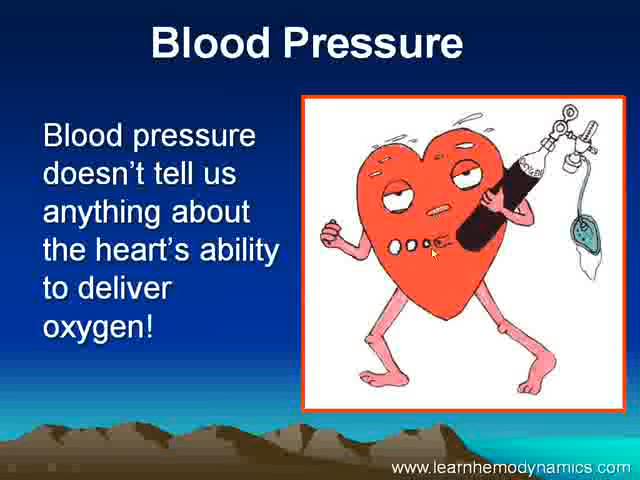 Blood Pressure
Blood pressure
doesn't tell us
anything about
the heart's ability
to deliver
oxygen!
www.learnhemodynamics.com